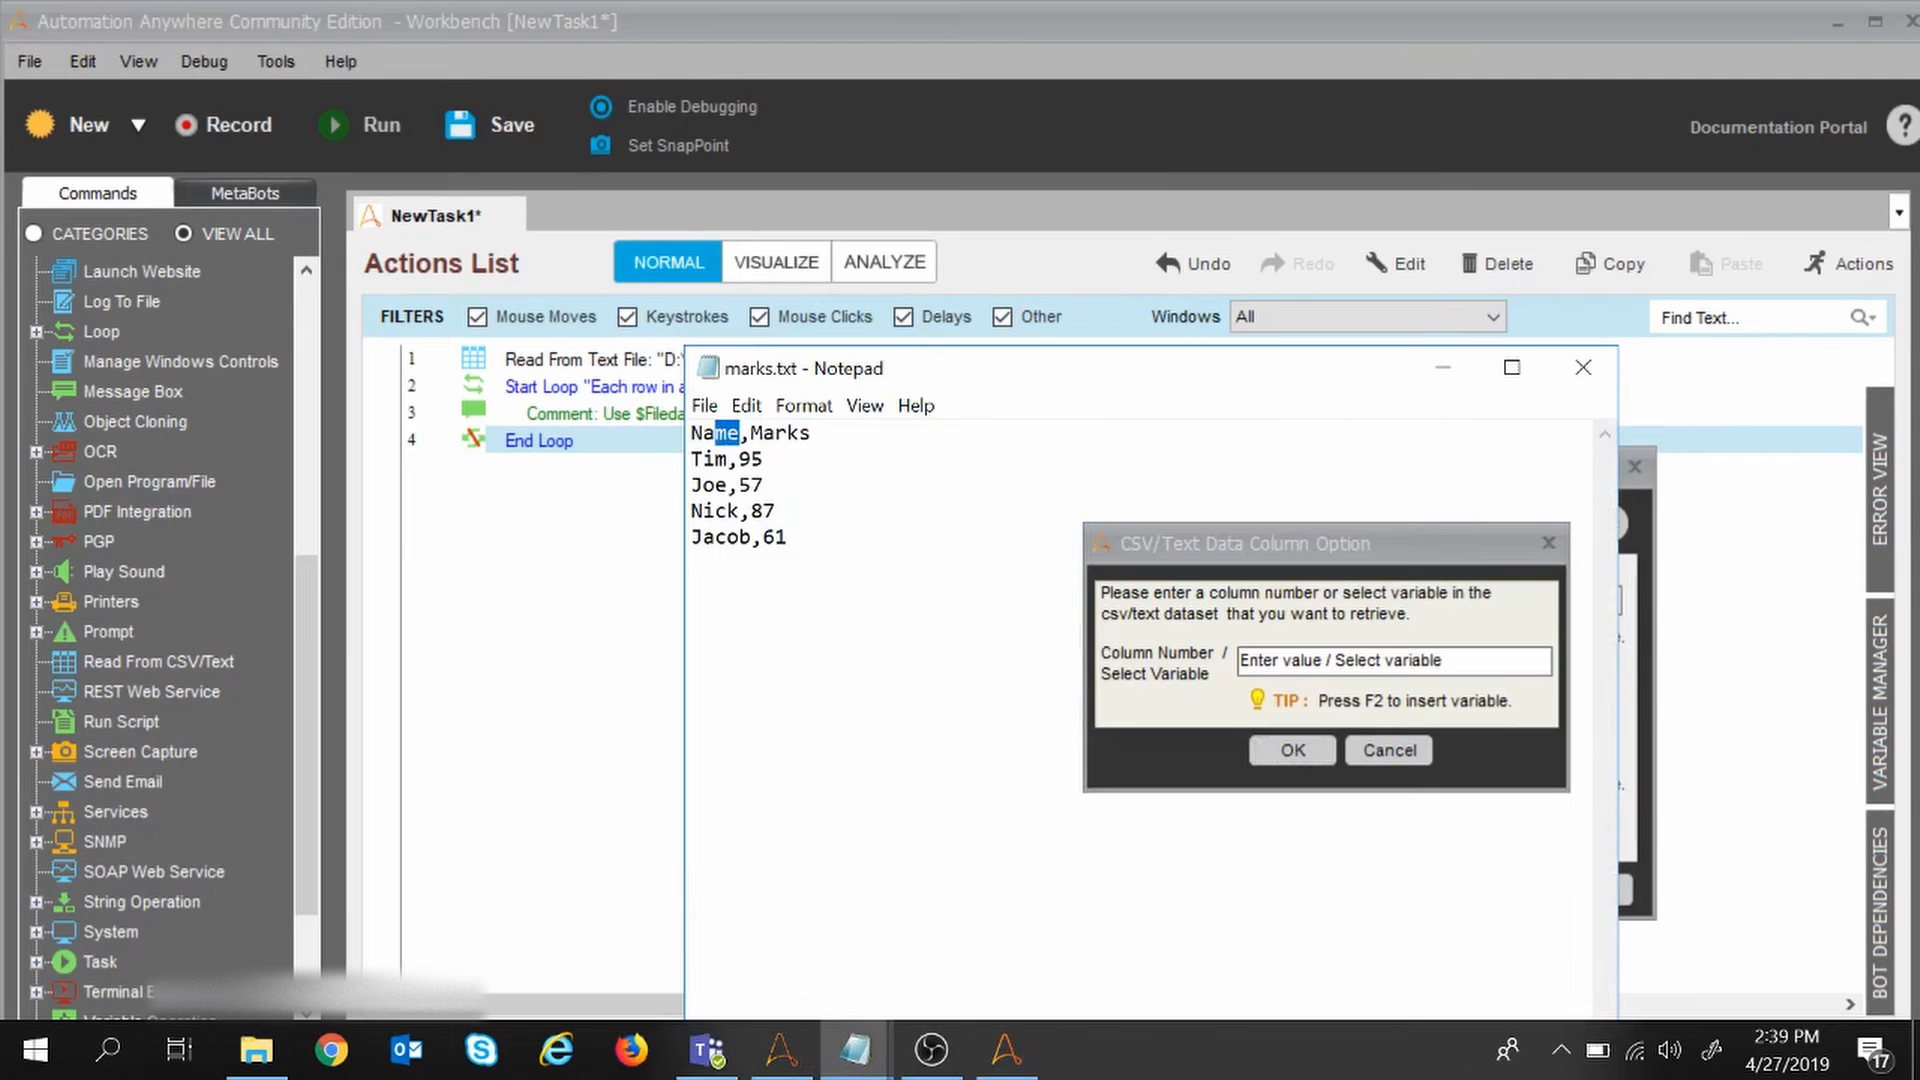 Automation Anywhere Community Edition - Workbench [NewTask1*]
File Edit View Debug Tools Help
New Record Run Save
Enable Debugging
Set SnapPoint
Documentation Portal ?
Commands MetaBots
CATEGORIES VIEW ALL
Launch Website
Log To File
Loop
Manage Windows Controls
Message Box
Object Cloning
OCR
Open Program/File
PDF Integration
PGP
Play Sound
Printers
Prompt
Read From CSV/Text
REST Web Service
Run Script
Screen Capture
Send Email
Services
SNMP
SOAP Web Service
String Operation
System
Task
Terminal E
NewTask1*
Actions List NORMAL VISUALIZE ANALYZE Undo Redo Edit Delete Copy Paste Actions
FILTERS Mouse Moves Keystrokes Mouse Clicks Delays Other Windows All Find Text...
1 Read From Text File: "D:\
2 Start Loop "Each row in a
3 Comment: Use $Fileda
4 End Loop
marks.txt - Notepad
File Edit Format View Help
Name,Marks
Tim,95
Joe,57
Nick,87
Jacob,61
CSV/Text Data Column Option
Please enter a column number or select variable in the
csv/text dataset that you want to retrieve.
Column Number /
Select Variable
Enter value / Select variable
TIP : Press F2 to insert variable.
OK Cancel
ERROR VIEW
VARIABLE MANAGER
BOT DEPENDENCIES
2:39 PM
4/27/2019
17